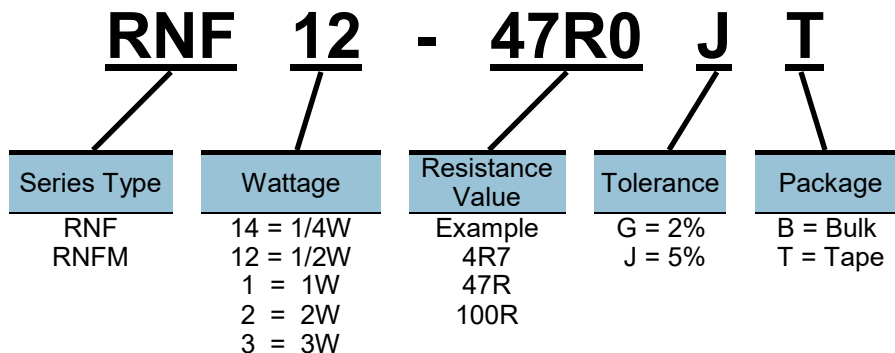 RNF 12 - 47R0 J T
Series Type
RNF
RNFM
Wattage
14 = 1/4W
12 = 1/2W
1 = 1W
2 = 2W
3 = 3W
Resistance
Value
Example
4R7
47R
100R
Tolerance
G = 2%
J = 5%
Package
B = Bulk
T = Tape